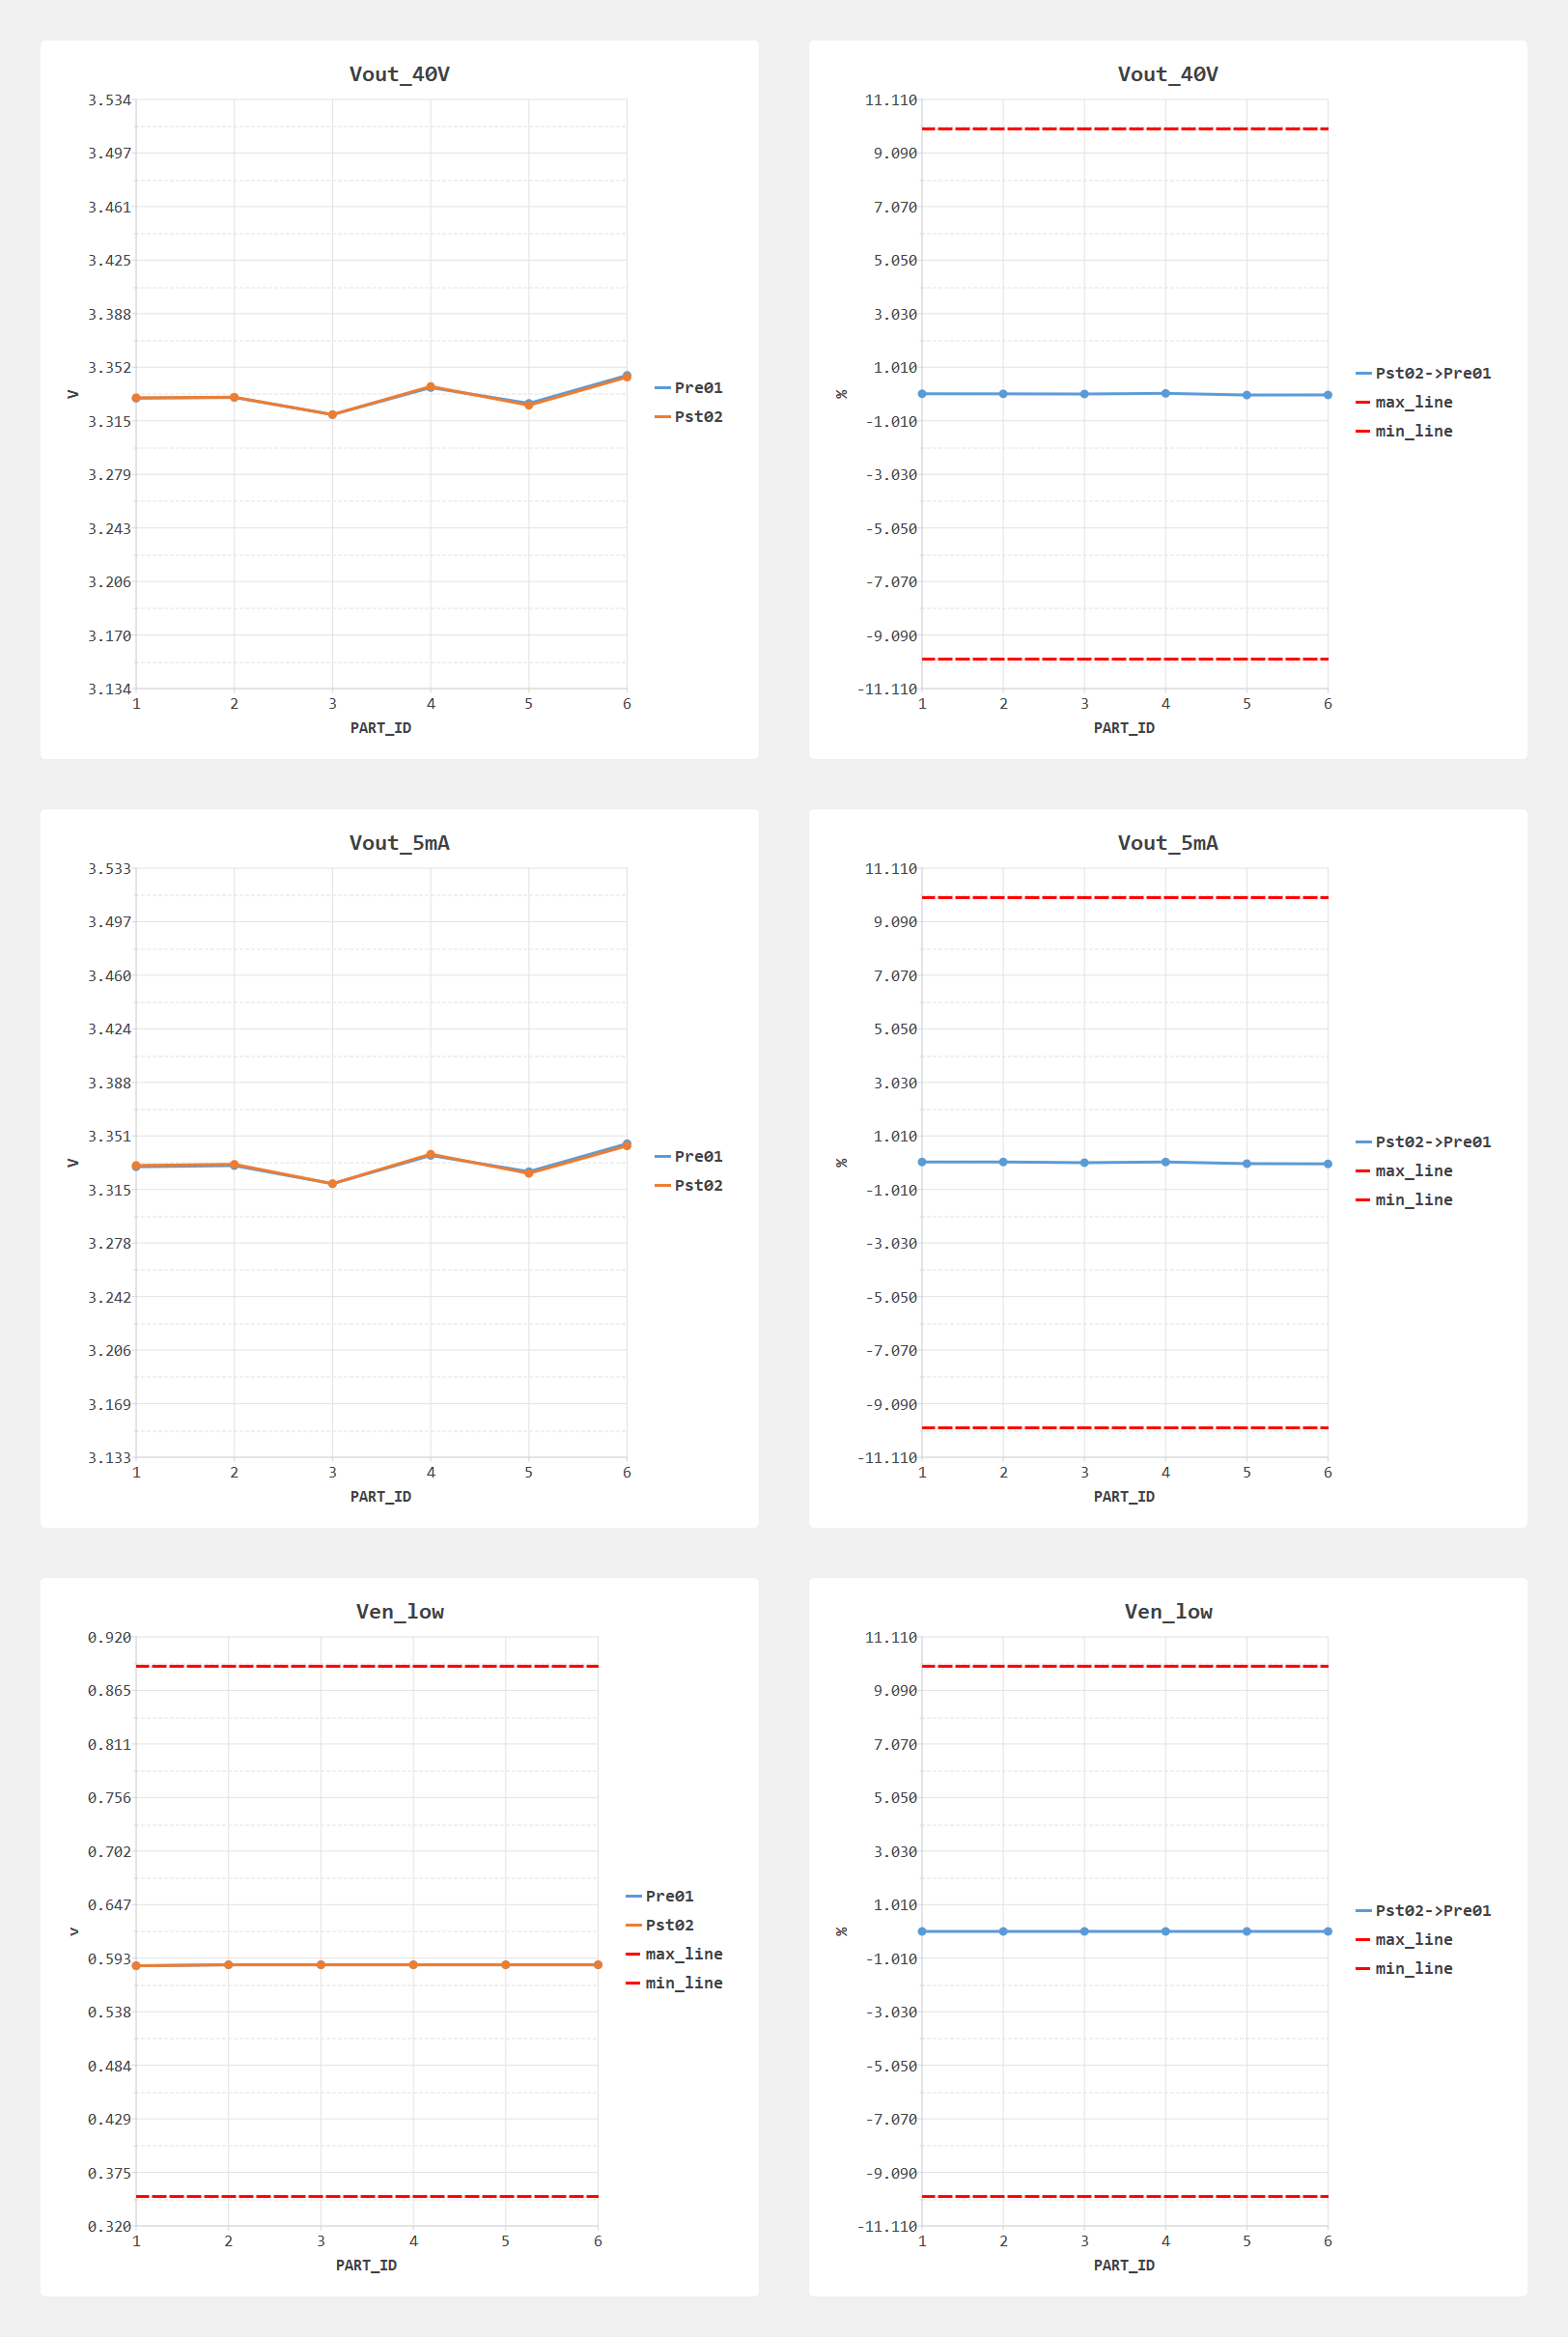 Vout_40V
3.534
3.497
3.461
3.425
3.388
3.352
3.315
3.279
3.243
3.206
3.170
3.134
V
1 2 3 4 5 6
PART_ID
Pre01
Pst02
Vout_40V
11.110
9.090
7.070
5.050
3.030
1.010
-1.010
-3.030
-5.050
-7.070
-9.090
-11.110
%
1 2 3 4 5 6
PART_ID
Pst02->Pre01
max_line
min_line
Vout_5mA
3.533
3.497
3.460
3.424
3.388
3.351
3.315
3.278
3.242
3.206
3.169
3.133
V
1 2 3 4 5 6
PART_ID
Pre01
Pst02
Vout_5mA
11.110
9.090
7.070
5.050
3.030
1.010
-1.010
-3.030
-5.050
-7.070
-9.090
-11.110
%
1 2 3 4 5 6
PART_ID
Pst02->Pre01
max_line
min_line
Ven_low
0.920
0.865
0.811
0.756
0.702
0.647
0.593
0.538
0.484
0.429
0.375
0.320
v
1 2 3 4 5 6
PART_ID
Pre01
Pst02
max_line
min_line
Ven_low
11.110
9.090
7.070
5.050
3.030
1.010
-1.010
-3.030
-5.050
-7.070
-9.090
-11.110
%
1 2 3 4 5 6
PART_ID
Pst02->Pre01
max_line
min_line